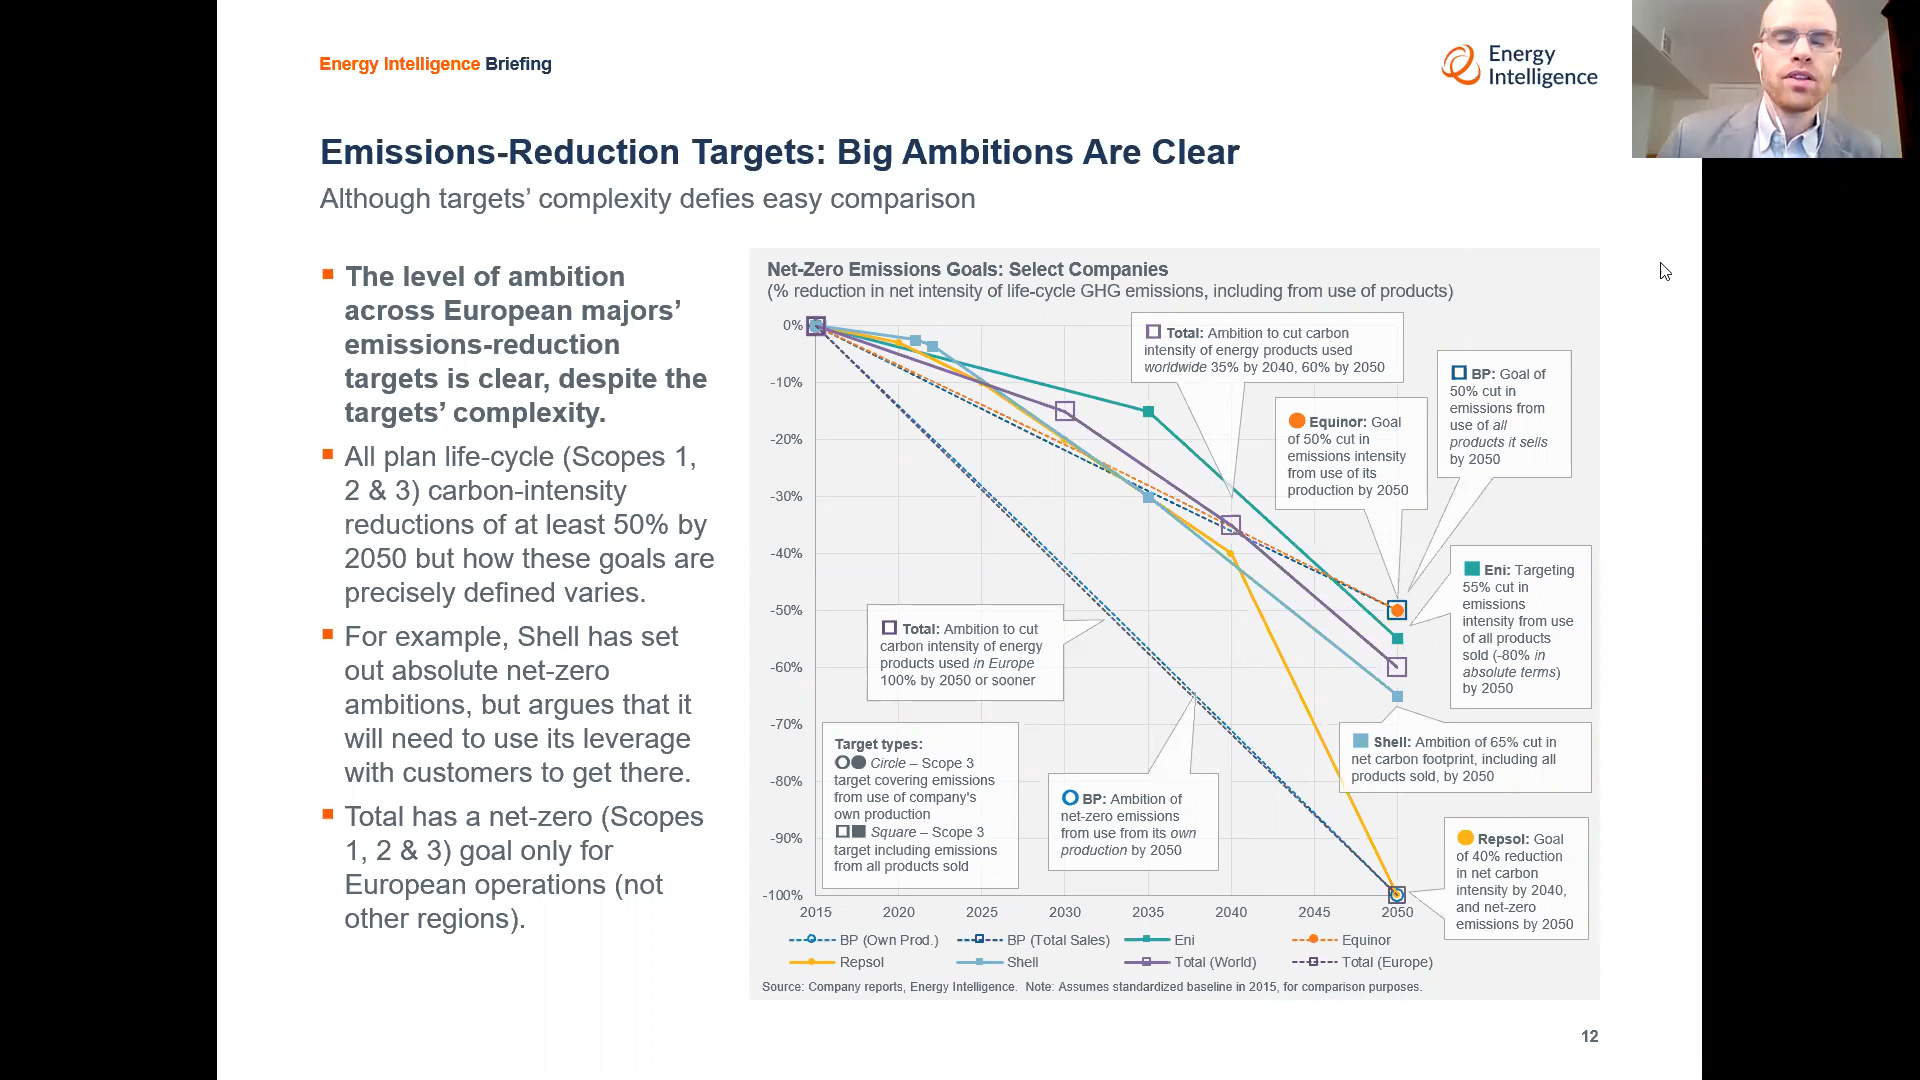 Energy Intelligence Briefing
Energy
Intelligence
Emissions-Reduction Targets: Big Ambitions Are Clear
Although targets’ complexity defies easy comparison
The level of ambition
across European majors’
emissions-reduction
targets is clear, despite the
targets’ complexity.
All plan life-cycle (Scopes 1,
2 & 3) carbon-intensity
reductions of at least 50% by
2050 but how these goals are
precisely defined varies.
For example, Shell has set
out absolute net-zero
ambitions, but argues that it
will need to use its leverage
with customers to get there.
Total has a net-zero (Scopes
1, 2 & 3) goal only for
European operations (not
other regions).
Net-Zero Emissions Goals: Select Companies
(% reduction in net intensity of life-cycle GHG emissions, including from use of products)
0%
-10%
-20%
-30%
-40%
-50%
-60%
-70%
-80%
-90%
-100%
2015 2020 2025 2030 2035 2040 2045 2050
Total: Ambition to cut carbon
intensity of energy products used
worldwide 35% by 2040, 60% by 2050
BP: Goal of
50% cut in
emissions from
use of all
products it sells
by 2050
Equinor: Goal
of 50% cut in
emissions intensity
from use of its
production by 2050
Eni: Targeting
55% cut in
emissions
intensity from use
of all products
sold (-80% in
absolute terms)
by 2050
Total: Ambition to cut
carbon intensity of energy
products used in Europe
100% by 2050 or sooner
Shell: Ambition of 65% cut in
net carbon footprint, including all
products sold, by 2050
Target types:
Circle – Scope 3
target covering emissions
from use of company's
own production
Square – Scope 3
target including emissions
from all products sold
BP: Ambition of
net-zero emissions
from use from its own
production by 2050
Repsol: Goal
of 40% reduction
in net carbon
intensity by 2040,
and net-zero
emissions by 2050
BP (Own Prod.) BP (Total Sales) Eni Equinor
Repsol Shell Total (World) Total (Europe)
Source: Company reports, Energy Intelligence. Note: Assumes standardized baseline in 2015, for comparison purposes.
12